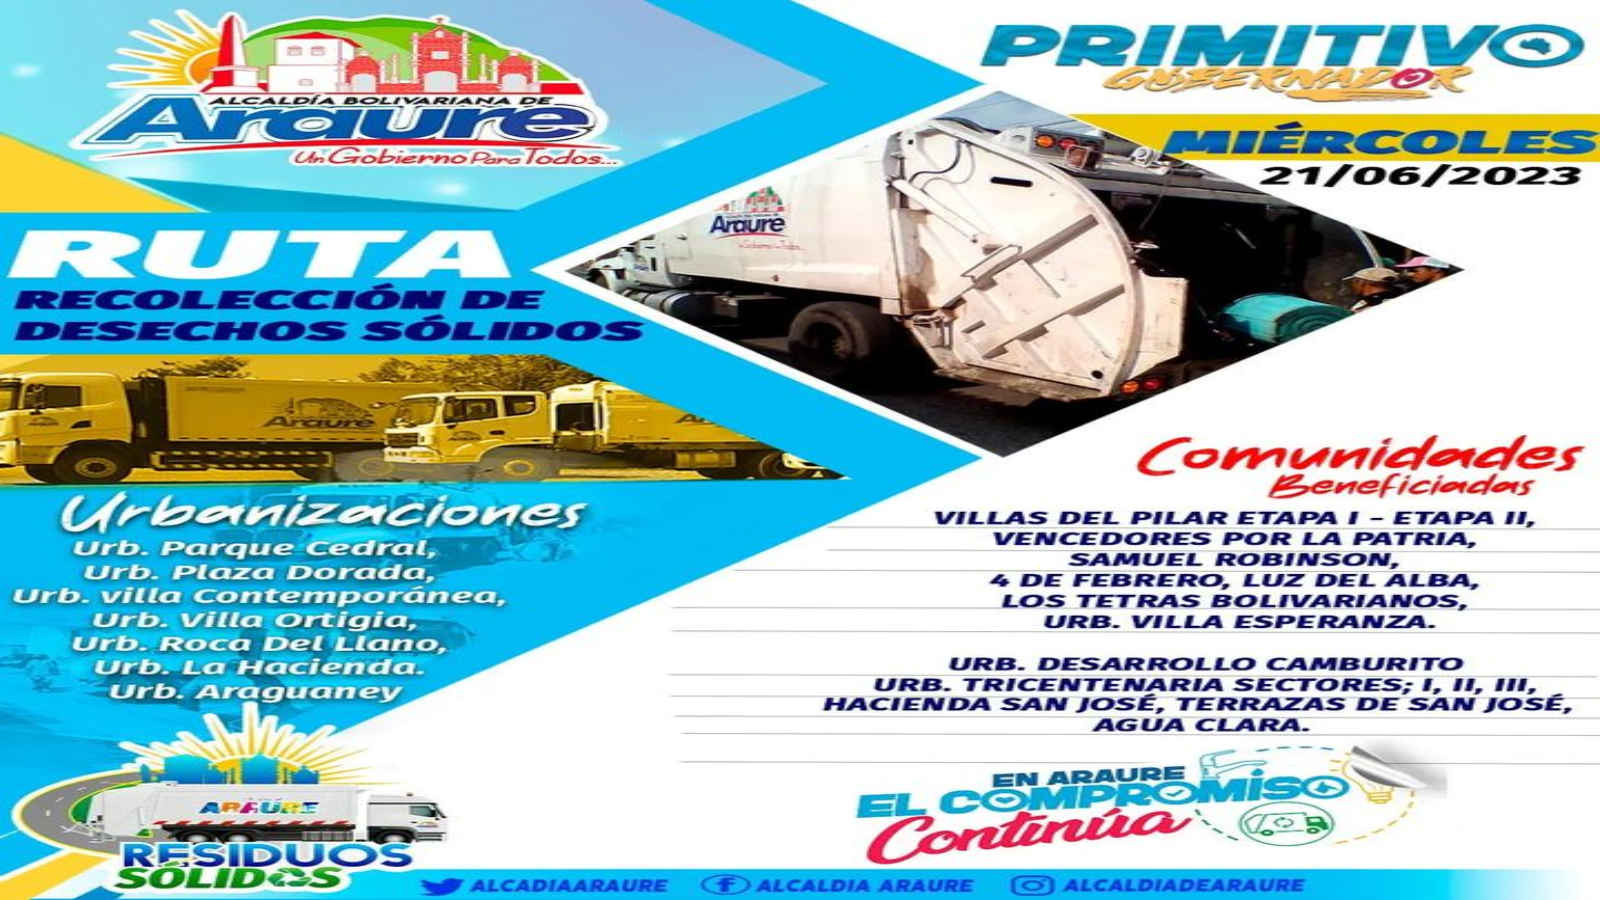 ALCALDÍA BOLIVARIANA DE
Araure
Un Gobierno Para Todos...
PRIMITIVO
GOBERNADOR
MIÉRCOLES
21/06/2023
RUTA
RECOLECCIÓN DE
DESECHOS SÓLIDOS
Araure
Araure
Urbanizaciones
Urb. Parque Cedral,
Urb. Plaza Dorada,
Urb. villa Contemporánea,
Urb. Villa Ortigia,
Urb. Roca Del Llano,
Urb. La Hacienda.
Urb. Araguaney
Comunidades
Beneficiadas
VILLAS DEL PILAR ETAPA I - ETAPA II,
VENCEDORES POR LA PATRIA,
SAMUEL ROBINSON,
4 DE FEBRERO, LUZ DEL ALBA,
LOS TETRAS BOLIVARIANOS,
URB. VILLA ESPERANZA.
URB. DESARROLLO CAMBURITO
URB. TRICENTENARIA SECTORES; I, II, III,
HACIENDA SAN JOSÉ, TERRAZAS DE SAN JOSÉ,
AGUA CLARA.
EN ARAURE
EL COMPROMISO
Continúa
ARAURE
RESIDUOS
SÓLIDOS
ALCADIAARAURE
ALCALDIA ARAURE
ALCALDIADEARAURE